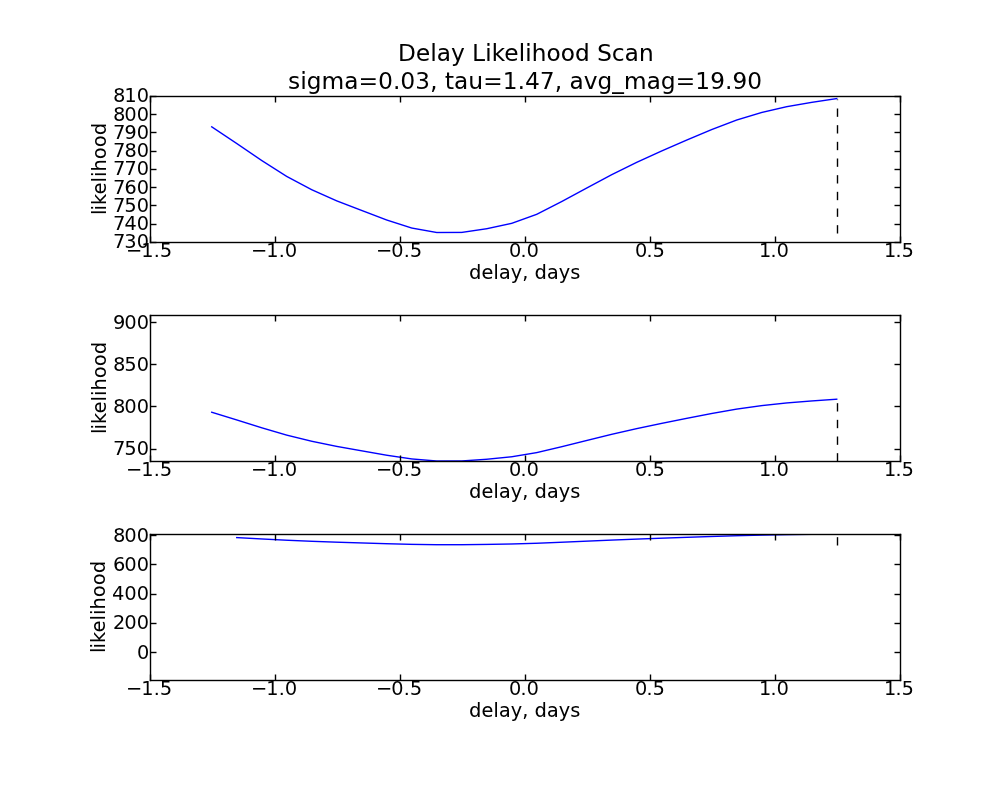 Delay Likelihood Scan
sigma=0.03, tau=1.47, avg_mag=19.90
810
800
790
780
770
760
750
740
730
likelihood
−1.5 −1.0 −0.5 0.0 0.5 1.0 1.5
delay, days
900
850
800
750
likelihood
−1.5 −1.0 −0.5 0.0 0.5 1.0 1.5
delay, days
800
600
400
200
0
likelihood
−1.5 −1.0 −0.5 0.0 0.5 1.0 1.5
delay, days